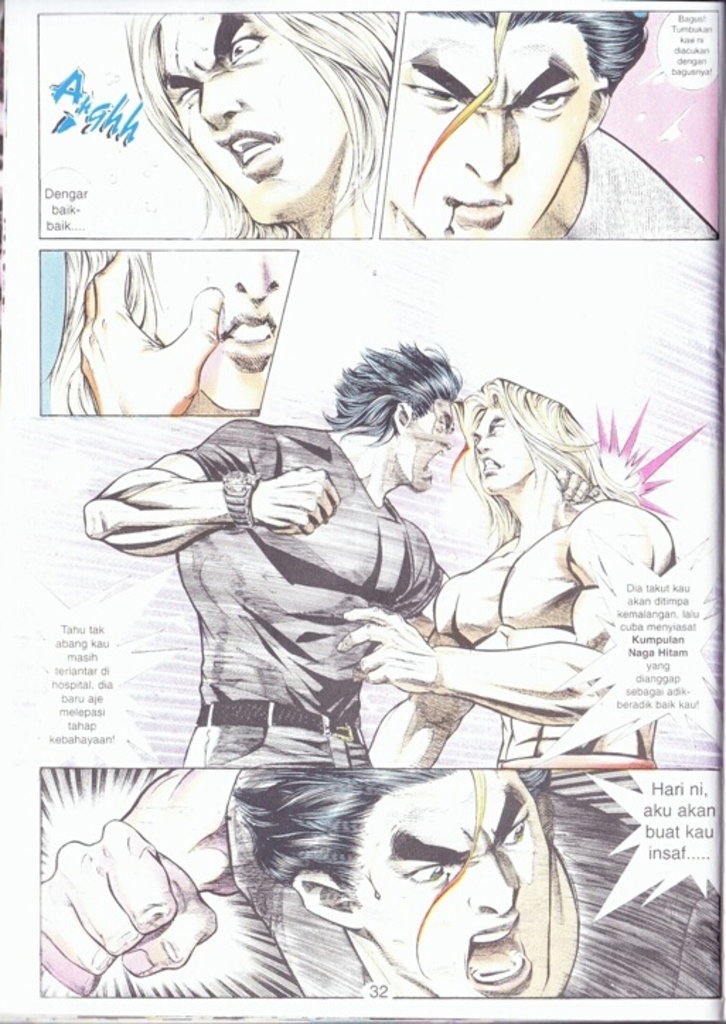 Arghh
Dengar
baik-
baik....
Bagus!
Tumbukan
kau ni
diacukan
dengan
bagusnya!
Tahu tak
abang kau
masih
terlantar di
hospital, dia
baru aje
melepasi
tahap
kebahayaan!
Dia takut kau
akan ditimpa
kemalangan, lalu
cuba menyiasat
Kumpulan
Naga Hitam
yang
dianggap
sebagai adik-
beradik baik kau!
Hari ni,
aku akan
buat kau
insaf.....
32